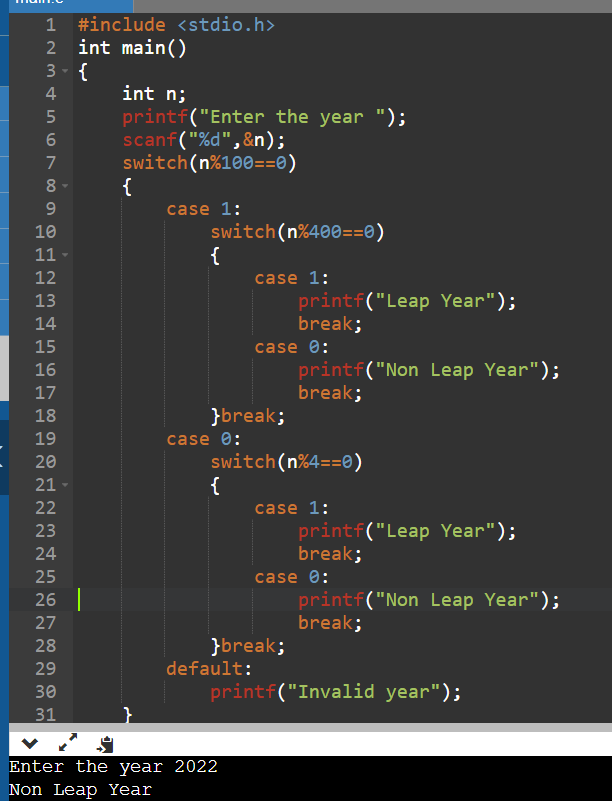 main.c
1 #include <stdio.h>
2 int main()
3 {
4     int n;
5     printf("Enter the year ");
6     scanf("%d",&n);
7     switch(n%100==0)
8     {
9         case 1:
10             switch(n%400==0)
11             {
12                 case 1:
13                     printf("Leap Year");
14                     break;
15                 case 0:
16                     printf("Non Leap Year");
17                     break;
18             }break;
19         case 0:
20             switch(n%4==0)
21             {
22                 case 1:
23                     printf("Leap Year");
24                     break;
25                 case 0:
26                     printf("Non Leap Year");
27                     break;
28             }break;
29         default:
30             printf("Invalid year");
31     }
Enter the year 2022
Non Leap Year